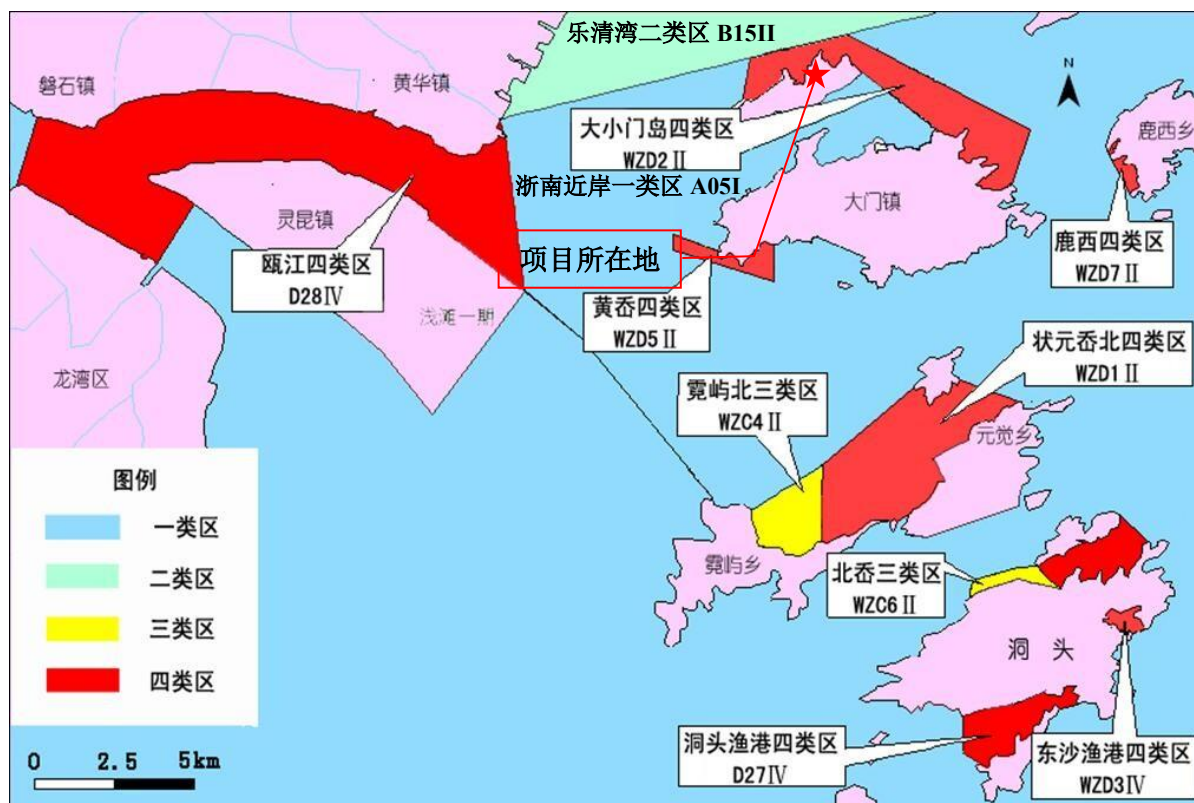 乐清湾二类区 B15II
磐石镇
黄华镇
N
大小门岛四类区
WZD2 II
鹿西乡
浙南近岸一类区 A05I
灵昆镇
大门镇
瓯江四类区
D28IV
项目所在地
鹿西四类区
WZD7 II
黄岙四类区
WZD5 II
浅滩一期
龙湾区
状元岙北四类区
WZD1 II
霓屿北三类区
WZC4 II
元觉乡
图例
一类区
二类区
三类区
四类区
霓屿乡
北岙三类区
WZC6 II
洞 头
洞头渔港四类区
D27IV
东沙渔港四类区
WZD3IV
0 2.5 5km